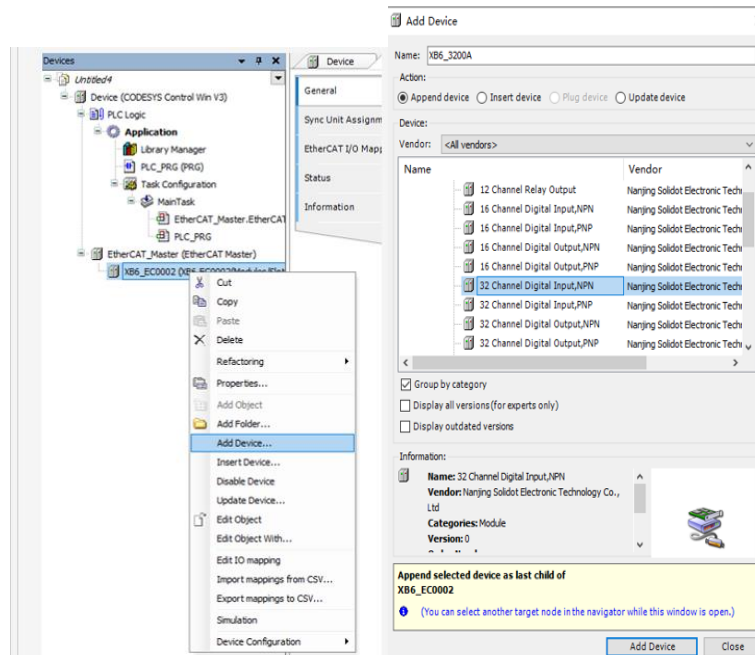 Devices
Untitled4
Device (CODESYS Control Win V3)
PLC Logic
Application
Library Manager
PLC_PRG (PRG)
Task Configuration
MainTask
EtherCAT_Master.EtherCAT
PLC_PRG
EtherCAT_Master (EtherCAT Master)
XB6_EC0002 (XB6_EC0002
Device
General
Sync Unit Assignm
EtherCAT I/O Mapp
Status
Information
Cut
Copy
Paste
Delete
Refactoring
Properties...
Add Object
Add Folder...
Add Device...
Insert Device...
Disable Device
Update Device...
Edit Object
Edit Object With...
Edit IO mapping
Import mappings from CSV...
Export mappings to CSV...
Simulation
Device Configuration
Add Device
Name: XB6_3200A
Action:
Append device Insert device Plug device Update device
Device:
Vendor: <All vendors>
Name Vendor
12 Channel Relay Output Nanjing Solidot Electronic Techn
16 Channel Digital Input,NPN Nanjing Solidot Electronic Techn
16 Channel Digital Input,PNP Nanjing Solidot Electronic Techn
16 Channel Digital Output,NPN Nanjing Solidot Electronic Techn
16 Channel Digital Output,PNP Nanjing Solidot Electronic Techn
32 Channel Digital Input,NPN Nanjing Solidot Electronic Techn
32 Channel Digital Input,PNP Nanjing Solidot Electronic Techn
32 Channel Digital Output,NPN Nanjing Solidot Electronic Techn
32 Channel Digital Output,PNP Nanjing Solidot Electronic Techn
Group by category
Display all versions(for experts only)
Display outdated versions
Information:
Name: 32 Channel Digital Input,NPN
Vendor: Nanjing Solidot Electronic Technology Co.,
Ltd
Categories: Module
Version: 0
Append selected device as last child of
XB6_EC0002
(You can select another target node in the navigator while this window is open.)
Add Device Close